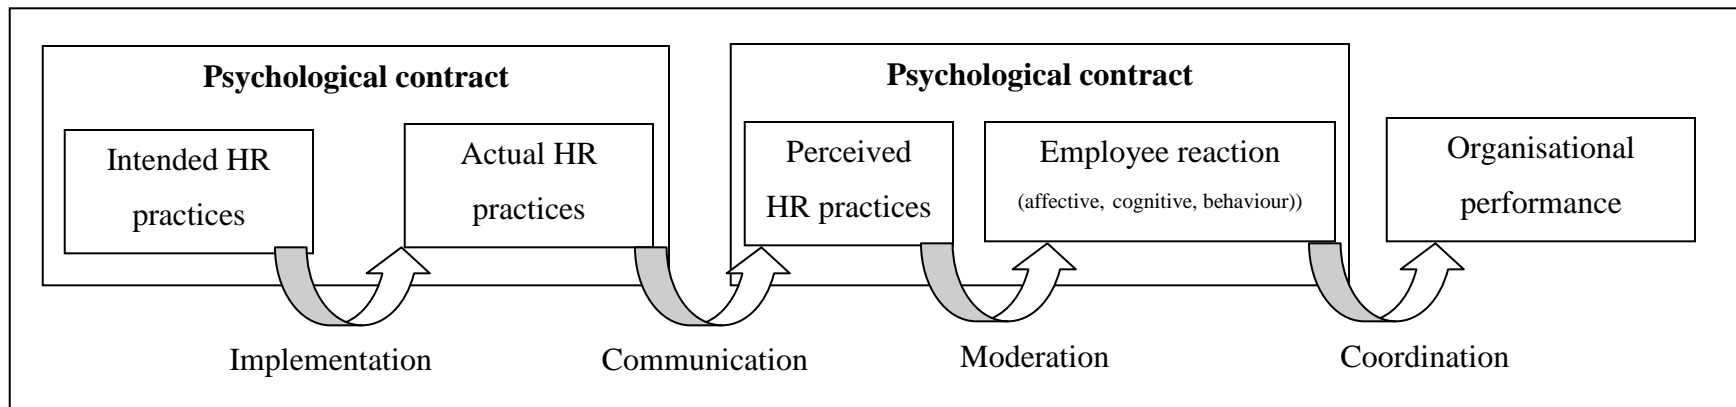 Psychological contract
Intended HR
practices
Actual HR
practices
Psychological contract
Perceived
HR practices
Employee reaction
(affective, cognitive, behaviour))
Organisational
performance
Implementation
Communication
Moderation
Coordination